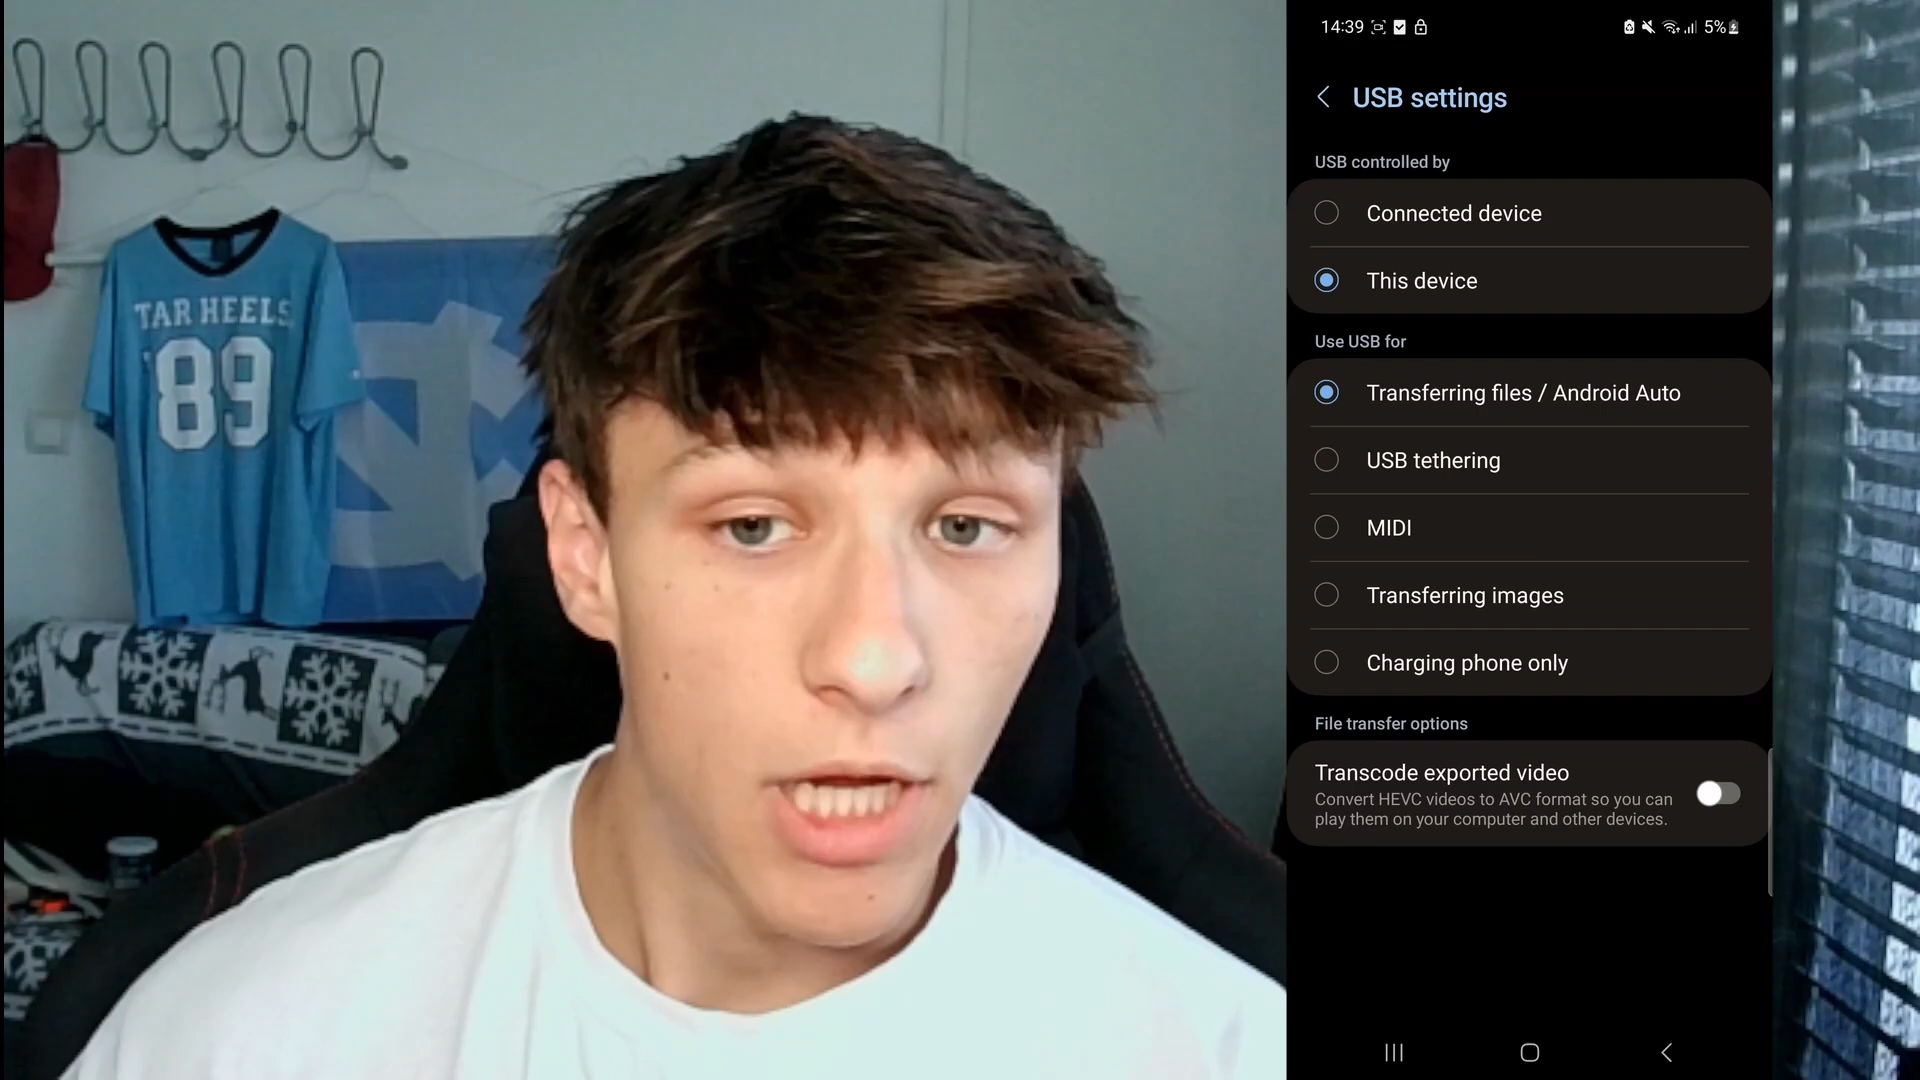 TAR HEELS
89
14:39
5%
USB settings
USB controlled by
Connected device
This device
Use USB for
Transferring files / Android Auto
USB tethering
MIDI
Transferring images
Charging phone only
File transfer options
Transcode exported video
Convert HEVC videos to AVC format so you can
play them on your computer and other devices.